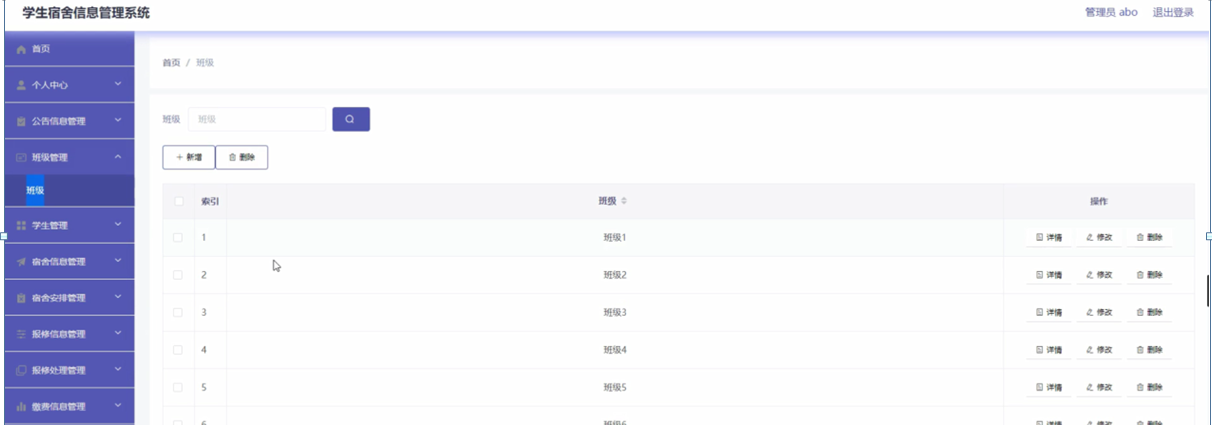 学生宿舍信息管理系统
管理员 abo 退出登录
首页
个人中心
公告信息管理
班级管理
班级
学生管理
宿舍信息管理
宿舍安排管理
报修信息管理
报修处理管理
缴费信息管理
首页 / 班级
班级 班级
+ 新增 删除
索引 班级 操作
1 班级1 详情 修改 删除
2 班级2 详情 修改 删除
3 班级3 详情 修改 删除
4 班级4 详情 修改 删除
5 班级5 详情 修改 删除
6 班级6 详情 修改 删除